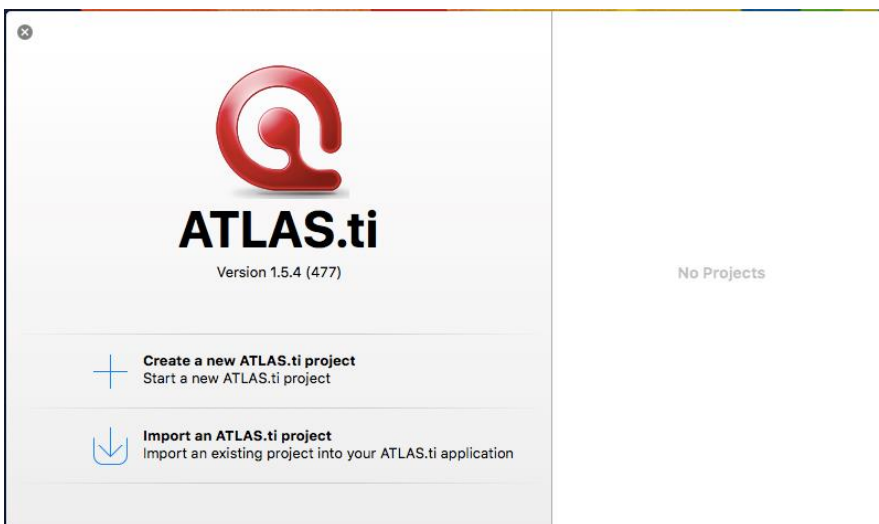 ATLAS.ti
Version 1.5.4 (477)
No Projects
Create a new ATLAS.ti project
Start a new ATLAS.ti project
Import an ATLAS.ti project
Import an existing project into your ATLAS.ti application